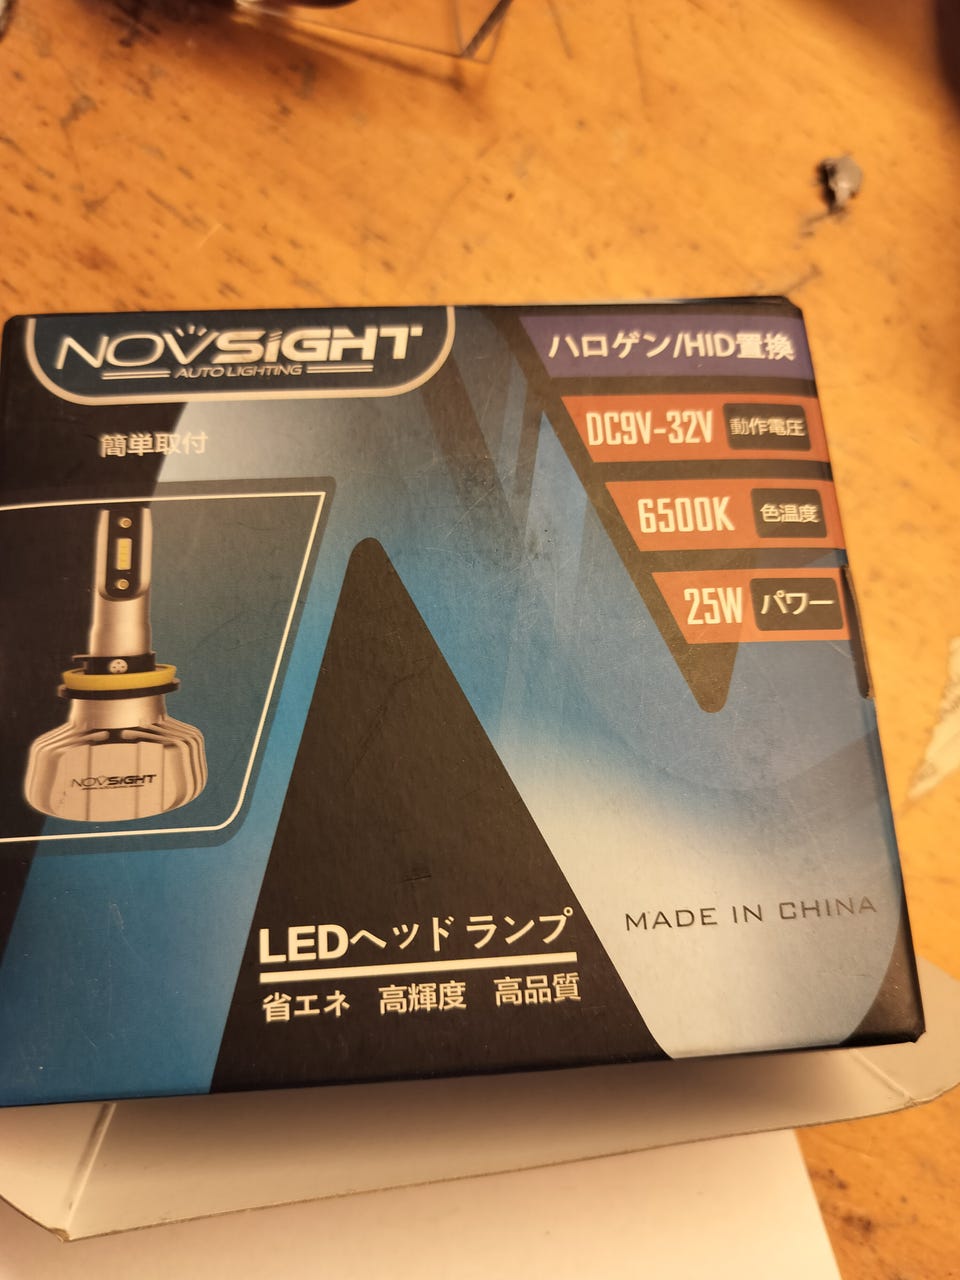 NOVSIGHT
AUTO LIGHTING
ハロゲン/HID置換
簡単取付
DC9V-32V 動作電圧
6500K 色温度
25W パワー
NOVSIGHT
MADE IN CHINA
LEDヘッドランプ
省エネ 高輝度 高品質